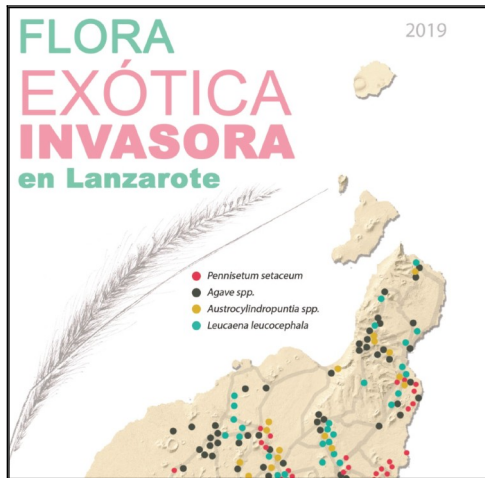 FLORA
2019
EXÓTICA
INVASORA
en Lanzarote
Pennisetum setaceum
Agave spp.
Austrocylindropuntia spp.
Leucaena leucocephala